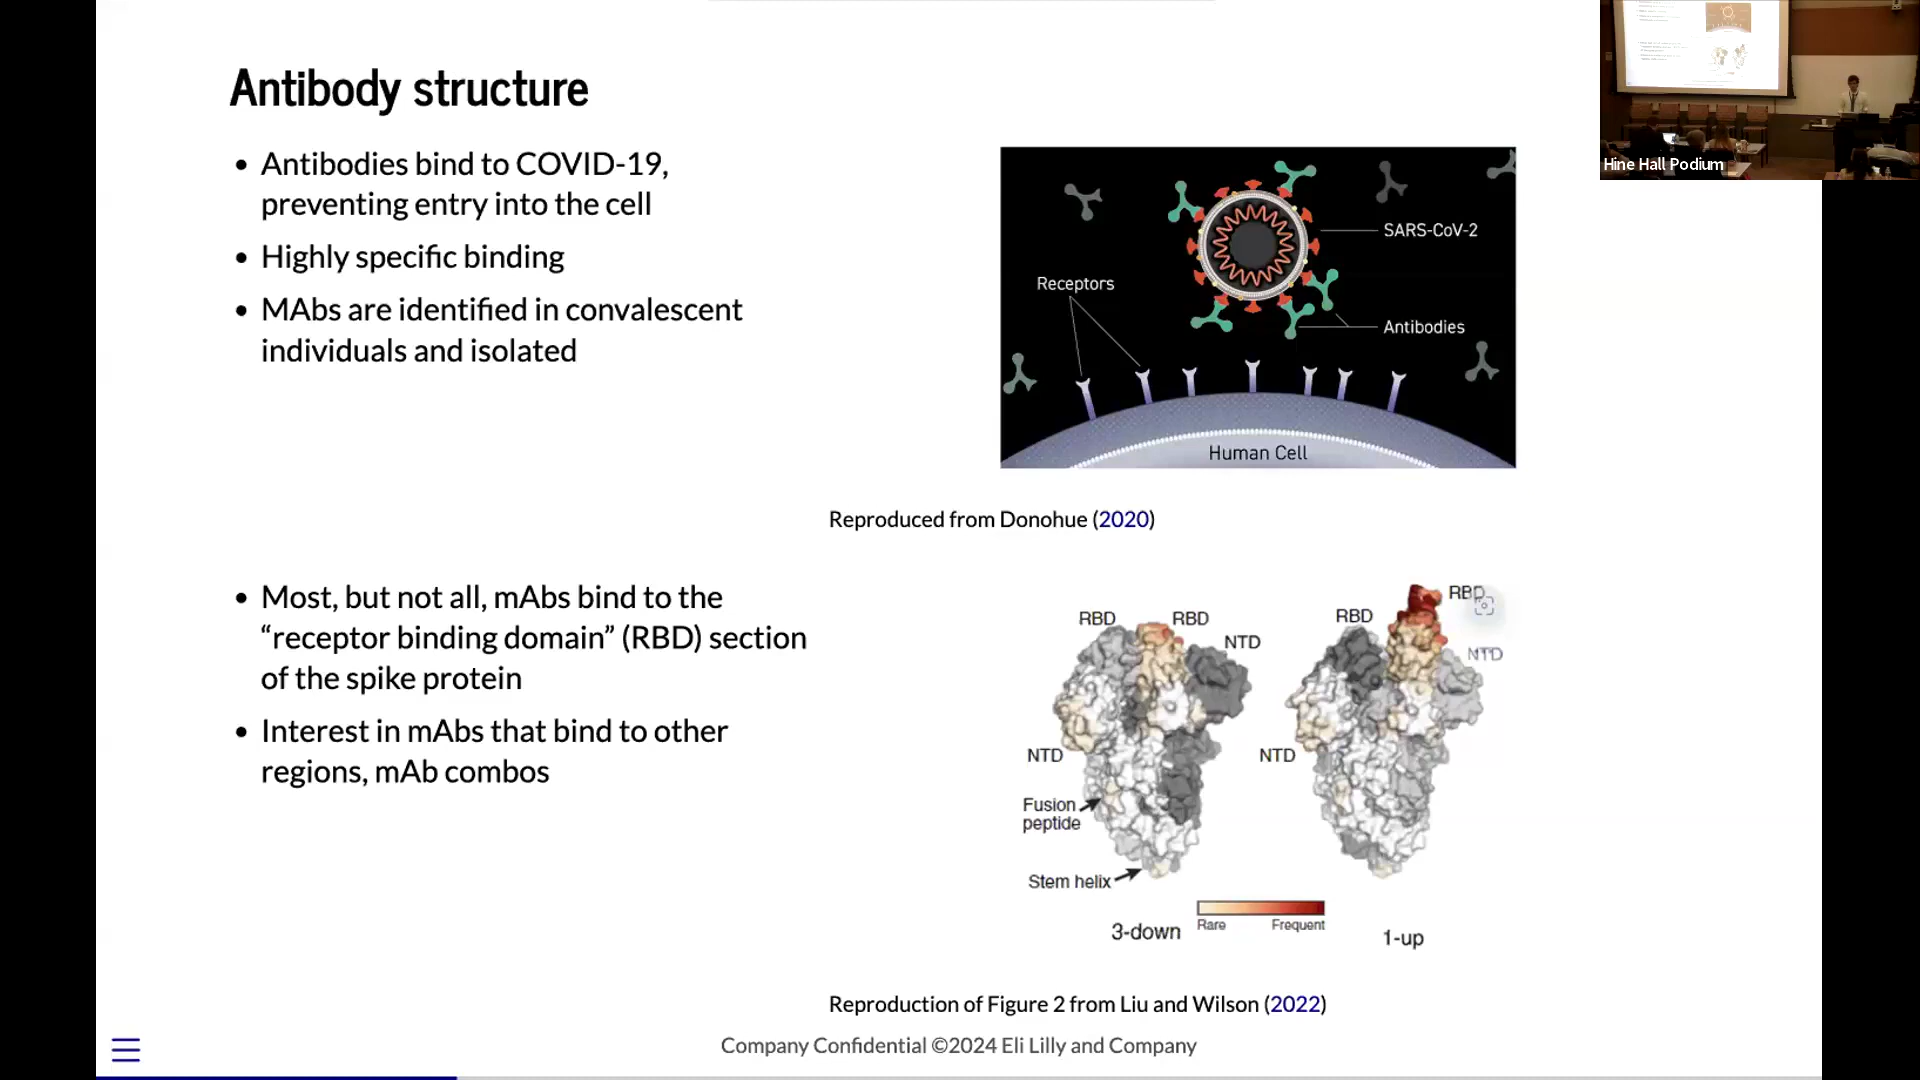 Antibody structure
• Antibodies bind to COVID-19,
preventing entry into the cell
• Highly specific binding
• MAbs are identified in convalescent
individuals and isolated
SARS-CoV-2
Receptors
Antibodies
Human Cell
Reproduced from Donohue (2020)
• Most, but not all, mAbs bind to the
“receptor binding domain” (RBD) section
of the spike protein
• Interest in mAbs that bind to other
regions, mAb combos
RBD
RBD
NTD
NTD
Fusion
peptide
Stem helix
3-down
RBD
RBD
NTD
NTD
Rare Frequent
1-up
Reproduction of Figure 2 from Liu and Wilson (2022)
Company Confidential ©2024 Eli Lilly and Company
Hine Hall Podium